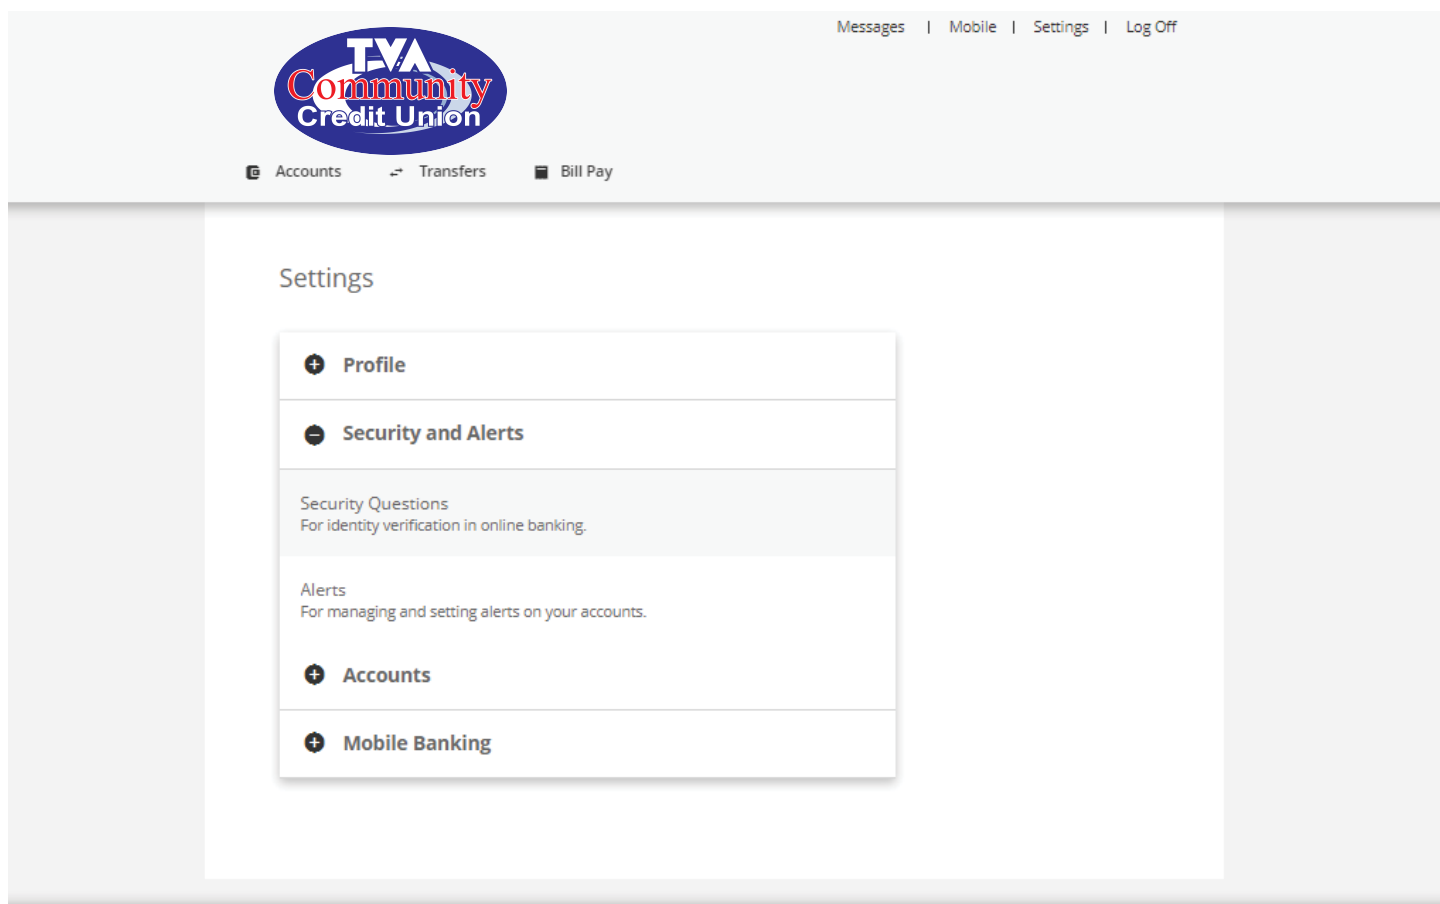 Messages | Mobile | Settings | Log Off
TVA
Community
Credit Union
Accounts Transfers Bill Pay
Settings
Profile
Security and Alerts
Security Questions
For identity verification in online banking.
Alerts
For managing and setting alerts on your accounts.
Accounts
Mobile Banking